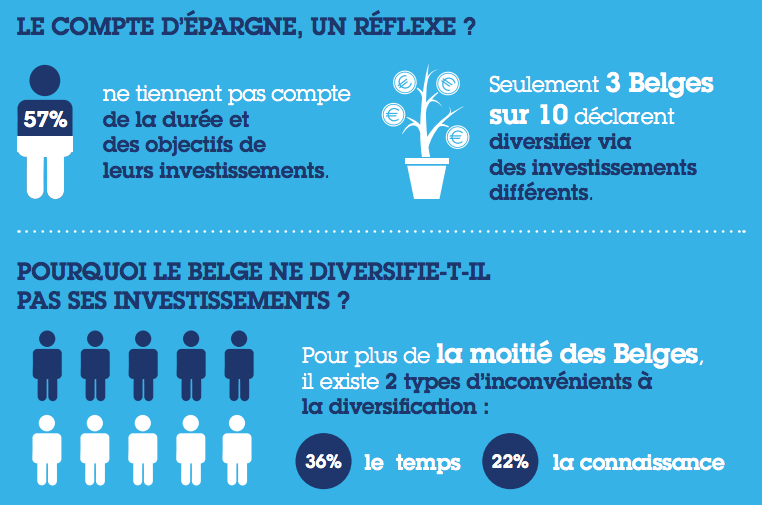 LE COMPTE D'ÉPARGNE, UN RÉFLEXE ?
57%
ne tiennent pas compte
de la durée et
des objectifs de
leurs investissements.
€
€
€
€
Seulement 3 Belges
sur 10 déclarent
diversifier via
des investissements
différents.
POURQUOI LE BELGE NE DIVERSIFIE-T-IL
PAS SES INVESTISSEMENTS ?
Pour plus de la moitié des Belges,
il existe 2 types d'inconvénients à
la diversification :
36% le temps 22% la connaissance